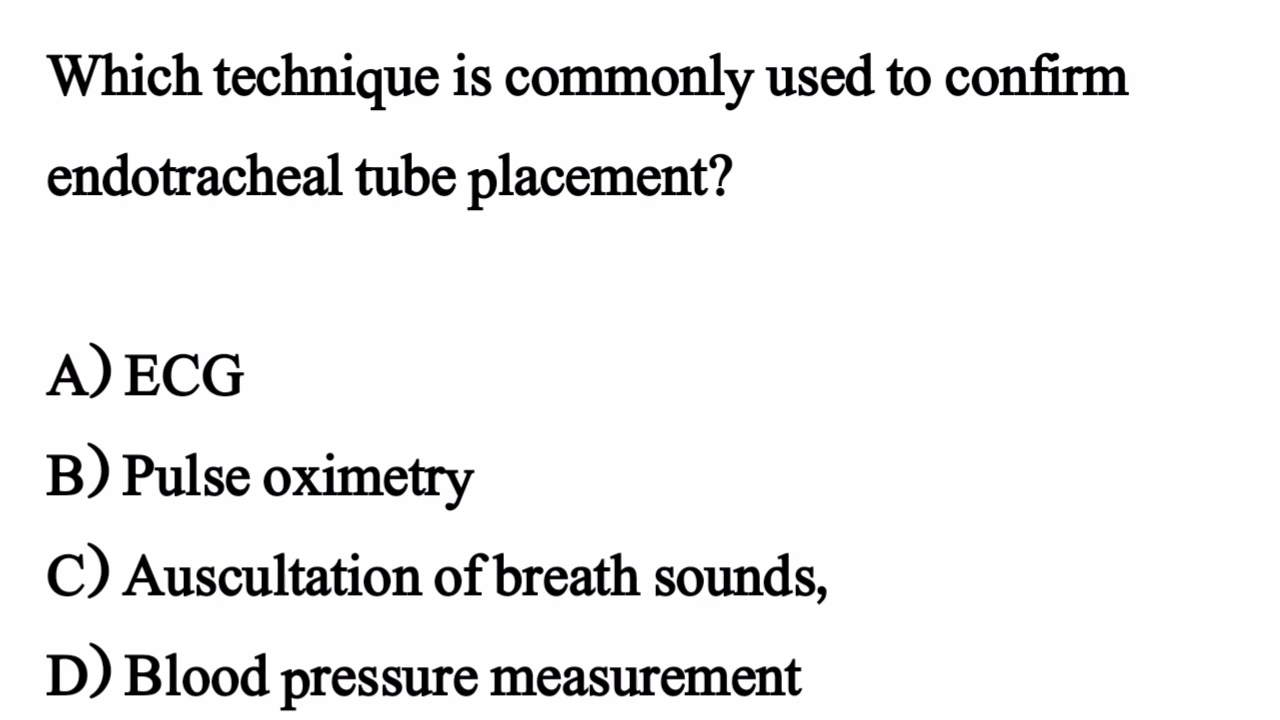 Which technique is commonly used to confirm
endotracheal tube placement?
A) ECG
B) Pulse oximetry
C) Auscultation of breath sounds,
D) Blood pressure measurement